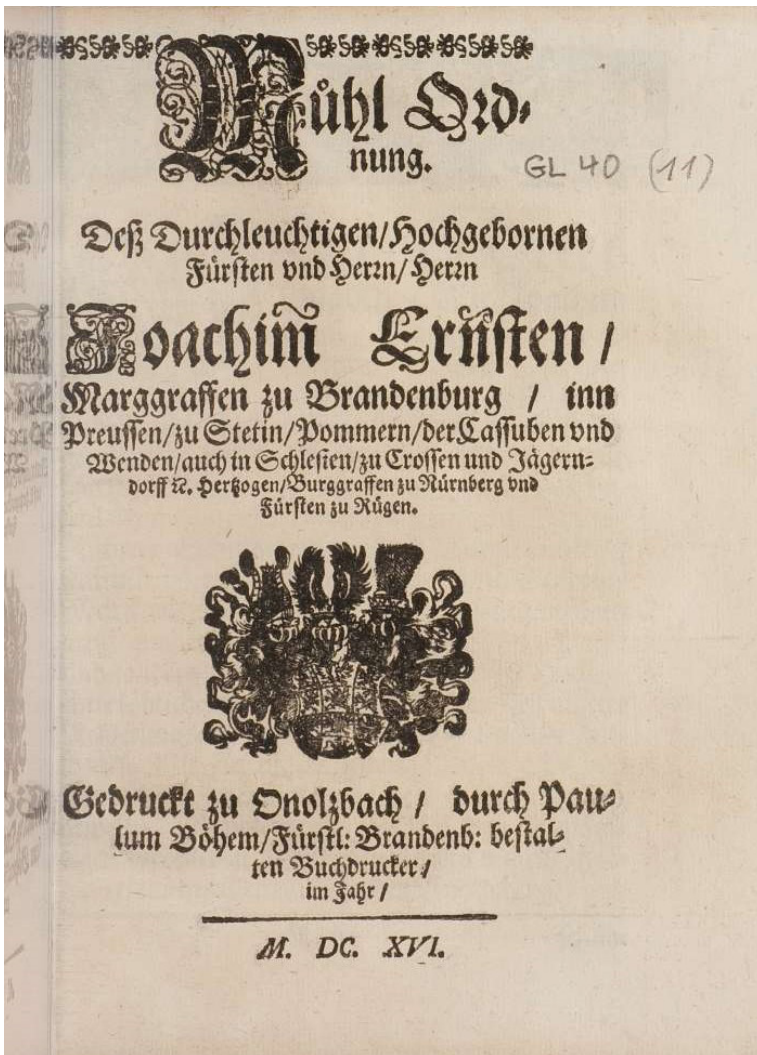 Mühl Ord-
nung.
GL 40 (11)
Deß Durchleuchtigen/Hochgebornen
Fürsten vnd Herrn/Herrn
Joachim̃ Ern̈sten /
Marggraffen zu Brandenburg / inn
Preussen/zu Stetin/Pommern/der Cassuben vnd
Wenden/auch in Schlesien/zu Crossen und Jägern-
dorff ꝛc. Hertzogen/Burggraffen zu Nürnberg vnd
Fürsten zu Rügen.
Gedruckt zu Onolzbach / durch Pau-
lum Böhem/Fürstl: Brandenb: bestal-
ten Buchdrucker/
im Jahr /
M. DC. XVI.